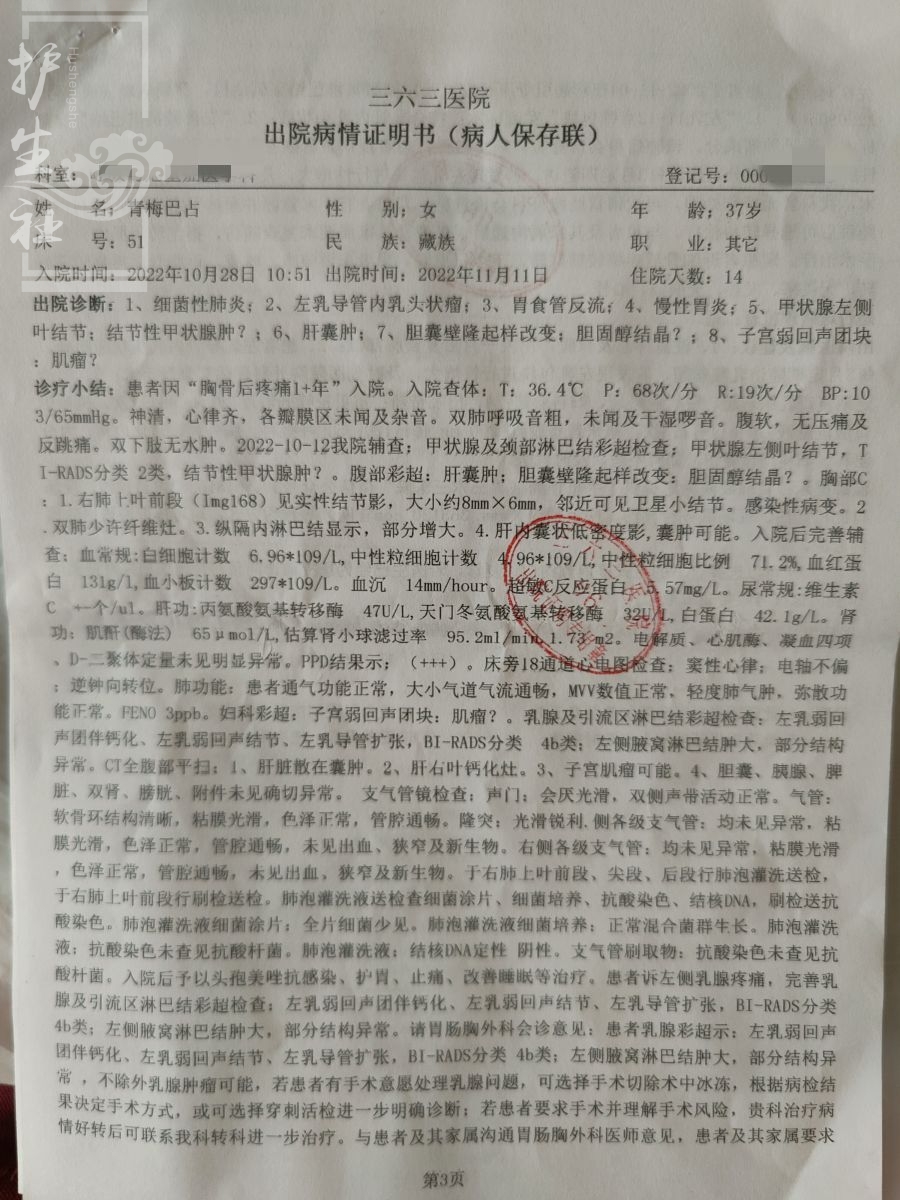 护生社
Hushengshe
三六三医院
出院病情证明书（病人保存联）
科室：
登记号：000
姓 名：青梅巴占 性 别：女 年 龄：37岁
床 号：51 民 族：藏族 职 业：其它
入院时间：2022年10月28日 10:51 出院时间：2022年11月11日 住院天数：14
出院诊断：1、细菌性肺炎；2、左乳导管内乳头状瘤；3、胃食管反流；4、慢性胃炎；5、甲状腺左侧
叶结节；结节性甲状腺肿？；6、肝囊肿；7、胆囊壁隆起样改变；胆固醇结晶？；8、子宫弱回声团块
：肌瘤？
诊疗小结：患者因“胸骨后疼痛1+年”入院。入院查体：T：36.4℃ P：68次/分 R:19次/分 BP:10
3/65mmHg。神清，心律齐，各瓣膜区未闻及杂音。双肺呼吸音粗，未闻及干湿啰音。腹软，无压痛及
反跳痛。双下肢无水肿。2022-10-12我院辅查：甲状腺及颈部淋巴结彩超检查：甲状腺左侧叶结节，T
I-RADS分类 2类，结节性甲状腺肿？。腹部彩超：肝囊肿；胆囊壁隆起样改变：胆固醇结晶？。胸部C
：1.右肺上叶前段（Img168）见实性结节影，大小约8mm×6mm，邻近可见卫星小结节。感染性病变。2
.双肺少许纤维灶。3.纵隔内淋巴结显示，部分增大。4.肝内囊状低密度影,囊肿可能。入院后完善辅
查：血常规:白细胞计数 6.96*109/L,中性粒细胞计数 4.96*109/L,中性粒细胞比例 71.2%,血红蛋
白 131g/l,血小板计数 297*109/L。血沉 14mm/hour。超敏C反应蛋白 5.57mg/L。尿常规:维生素
C +-个/ul。肝功:丙氨酸氨基转移酶 47U/L,天门冬氨酸氨基转移酶 32U/L,白蛋白 42.1g/L。肾
功：肌酐(酶法) 65μmol/L,估算肾小球滤过率 95.2ml/min.1.73 m2。电解质、心肌酶、凝血四项
、D-二聚体定量未见明显异常。PPD结果示；（+++）。床旁18通道心电图检查：窦性心律；电轴不偏
；逆钟向转位。肺功能：患者通气功能正常，大小气道气流通畅，MVV数值正常，轻度肺气肿，弥散功
能正常。FENO 3ppb。妇科彩超：子宫弱回声团块：肌瘤？。乳腺及引流区淋巴结彩超检查：左乳弱回
声团伴钙化、左乳弱回声结节、左乳导管扩张，BI-RADS分类 4b类；左侧腋窝淋巴结肿大，部分结构
异常。CT全腹部平扫：1、肝脏散在囊肿。2、肝右叶钙化灶。3、子宫肌瘤可能。4、胆囊、胰腺、脾
脏、双肾、膀胱、附件未见确切异常。 支气管镜检查：声门：会厌光滑，双侧声带活动正常。气管：
软骨环结构清晰，粘膜光滑，色泽正常，管腔通畅。隆突：光滑锐利.侧各级支气管：均未见异常，粘
膜光滑，色泽正常，管腔通畅，未见出血、狭窄及新生物。右侧各级支气管：均未见异常，粘膜光滑
，色泽正常，管腔通畅，未见出血，狭窄及新生物。于右肺上叶前段、尖段、后段行肺泡灌洗送检，
于右肺上叶前段行刷检送检。肺泡灌洗液送检查细菌涂片、细菌培养、抗酸染色、结核DNA，刷检送抗
酸染色。肺泡灌洗液细菌涂片：全片细菌少见。肺泡灌洗液细菌培养：正常混合菌群生长。肺泡灌洗
液：抗酸染色未查见抗酸杆菌。肺泡灌洗液：结核DNA定性 阴性。支气管刷取物：抗酸染色未查见抗
酸杆菌。入院后予以头孢美唑抗感染、护胃、止痛、改善睡眠等治疗。患者诉左侧乳腺疼痛，完善乳
腺及引流区淋巴结彩超检查：左乳弱回声团伴钙化、左乳弱回声结节、左乳导管扩张，BI-RADS分类
4b类；左侧腋窝淋巴结肿大，部分结构异常。请胃肠胸外科会诊意见：患者乳腺彩超示：左乳弱回声
团伴钙化、左乳弱回声结节、左乳导管扩张，BI-RADS分类 4b类；左侧腋窝淋巴结肿大，部分结构异
常，不除外乳腺肿瘤可能，若患者有手术意愿处理乳腺问题，可选择手术切除术中冰冻，根据病检结
果决定手术方式，或可选择穿刺活检进一步明确诊断；若患者要求手术并理解手术风险，贵科治疗病
情好转后可联系我科转科进一步治疗。与患者及其家属沟通胃肠胸外科医师意见，患者及其家属要求
第3页